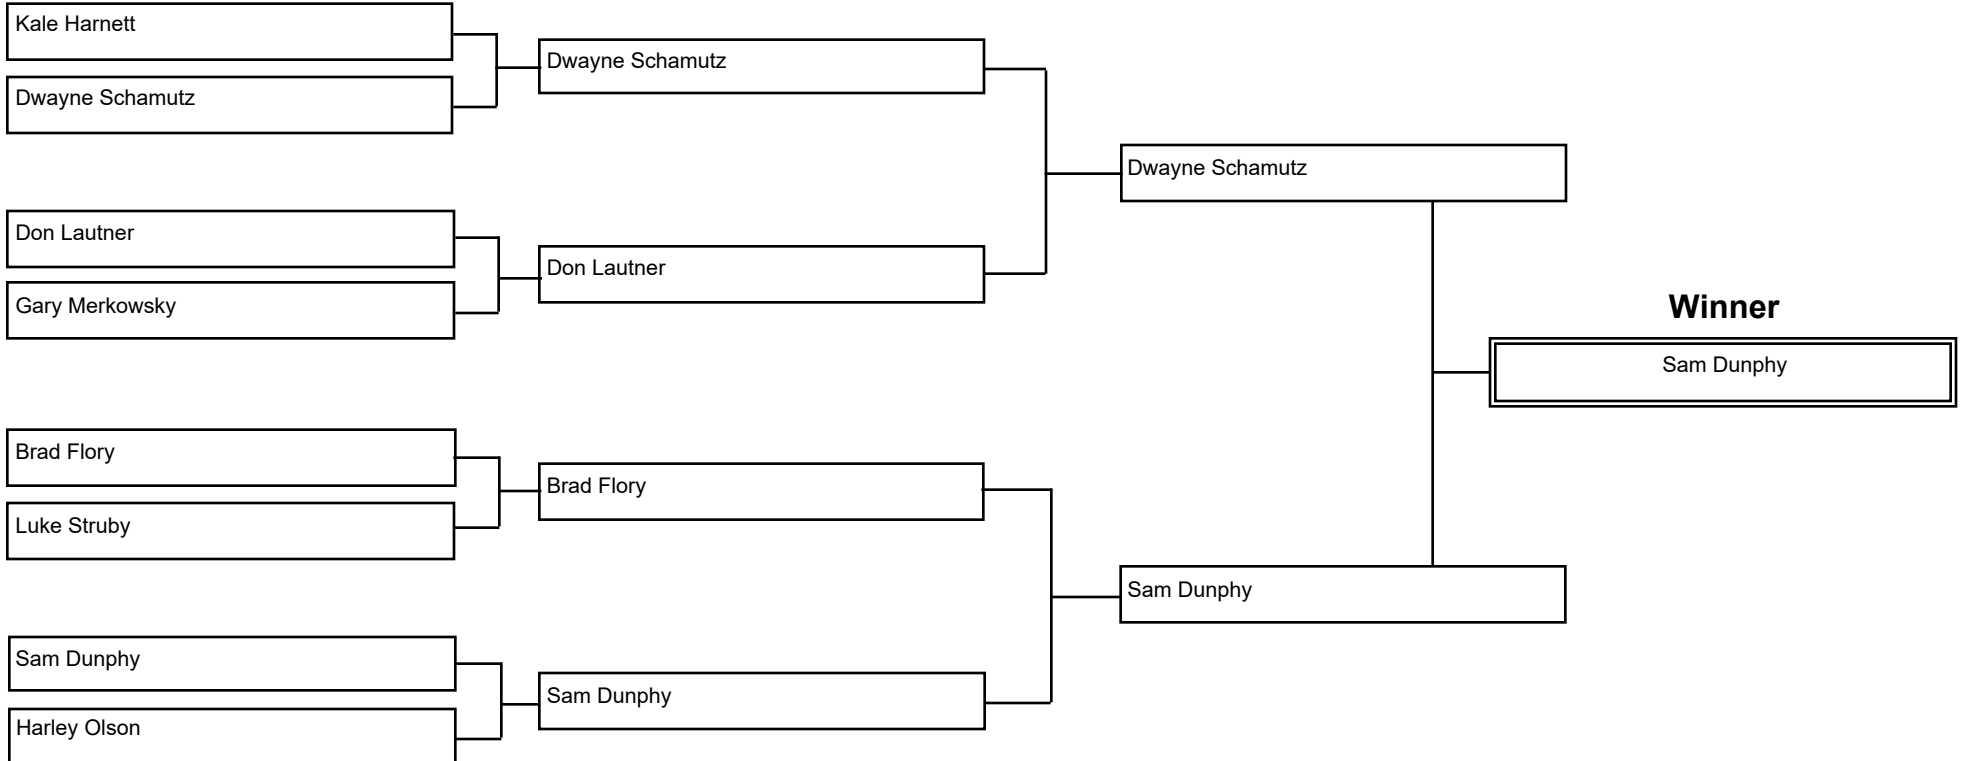 Kale Harnett
Dwayne Schamutz
Don Lautner
Gary Merkowsky
Brad Flory
Luke Struby
Sam Dunphy
Harley Olson
Dwayne Schamutz
Don Lautner
Brad Flory
Sam Dunphy
Dwayne Schamutz
Sam Dunphy
Winner
Sam Dunphy